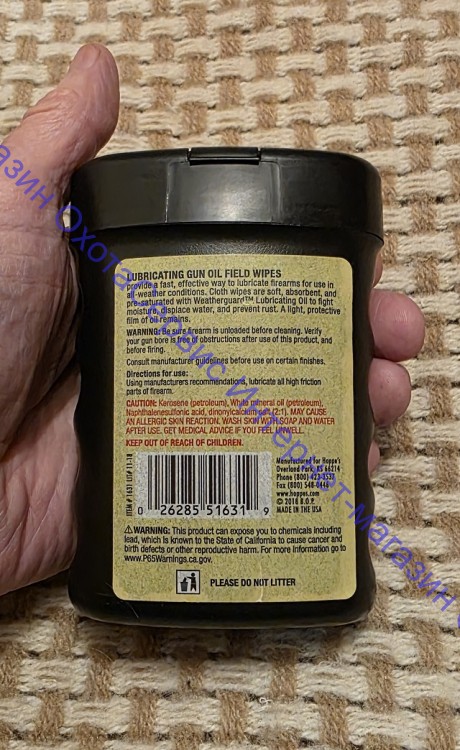 LUBRICATING GUN OIL FIELD WIPES
provide a fast, effective way to lubricate firearms for use in
all-weather conditions. Cloth wipes are soft, absorbent, and
pre-saturated with Weatherguard™ Lubricating Oil to fight
moisture, displace water, and prevent rust. A light, protective
film of oil remains.
WARNING: Be sure firearm is unloaded before cleaning. Verify
your gun bore is free of obstructions after use of this product, and
before firing.
Consult manufacturer guidelines before use on certain finishes.
Directions for use:
Using manufacturers recommendations, lubricate all high friction
parts of firearm.
CAUTION: Kerosene (petroleum), White mineral oil (petroleum),
Naphthalenesulfonic acid, dinonylcalcium salt (2:1). MAY CAUSE
AN ALLERGIC SKIN REACTION. WASH SKIN WITH SOAP AND WATER
AFTER USE. GET MEDICAL ADVICE IF YOU FEEL UNWELL.
KEEP OUT OF REACH OF CHILDREN.
ITEM # 1631 LIT# 11-18
0 26285 51631 9
Manufactured for Hoppe's
Overland Park, KS 66214
Phone (800) 423-3537
Fax (800) 548-0446
www.hoppes.com
© 2018 B.O.P.
MADE IN THE USA
⚠WARNING: This product can expose you to chemicals including
lead, which is known to the State of California to cause cancer and
birth defects or other reproductive harm. For more information go to
www.P65Warnings.ca.gov.
PLEASE DO NOT LITTER
Интернет-магазин